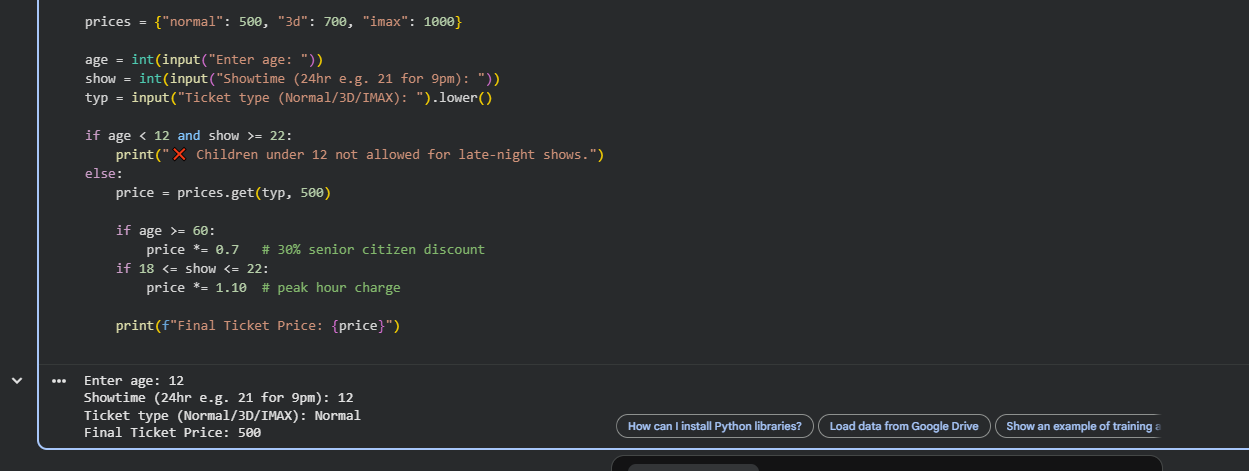 prices = {"normal": 500, "3d": 700, "imax": 1000}
age = int(input("Enter age: "))
show = int(input("Showtime (24hr e.g. 21 for 9pm): "))
typ = input("Ticket type (Normal/3D/IMAX): ").lower()
if age < 12 and show >= 22:
    print("❌ Children under 12 not allowed for late-night shows.")
else:
    price = prices.get(typ, 500)
    if age >= 60:
        price *= 0.7  # 30% senior citizen discount
    if 18 <= show <= 22:
        price *= 1.10  # peak hour charge
    print(f"Final Ticket Price: {price}")
Enter age: 12
Showtime (24hr e.g. 21 for 9pm): 12
Ticket type (Normal/3D/IMAX): Normal
Final Ticket Price: 500
How can I install Python libraries? Load data from Google Drive Show an example of training